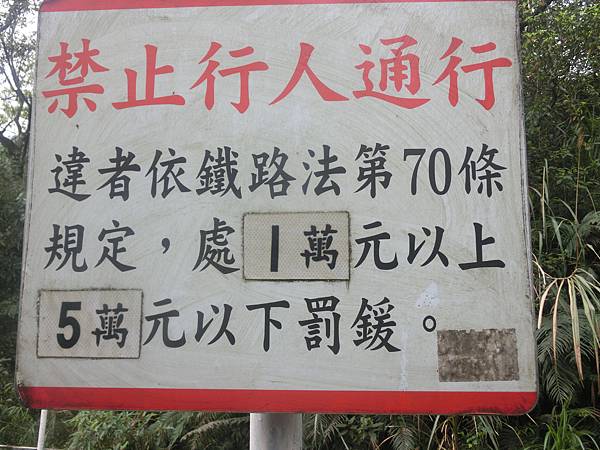 禁止行人通行
違者依鐵路法第70條
規定，處1萬元以上
5萬元以下罰鍰。